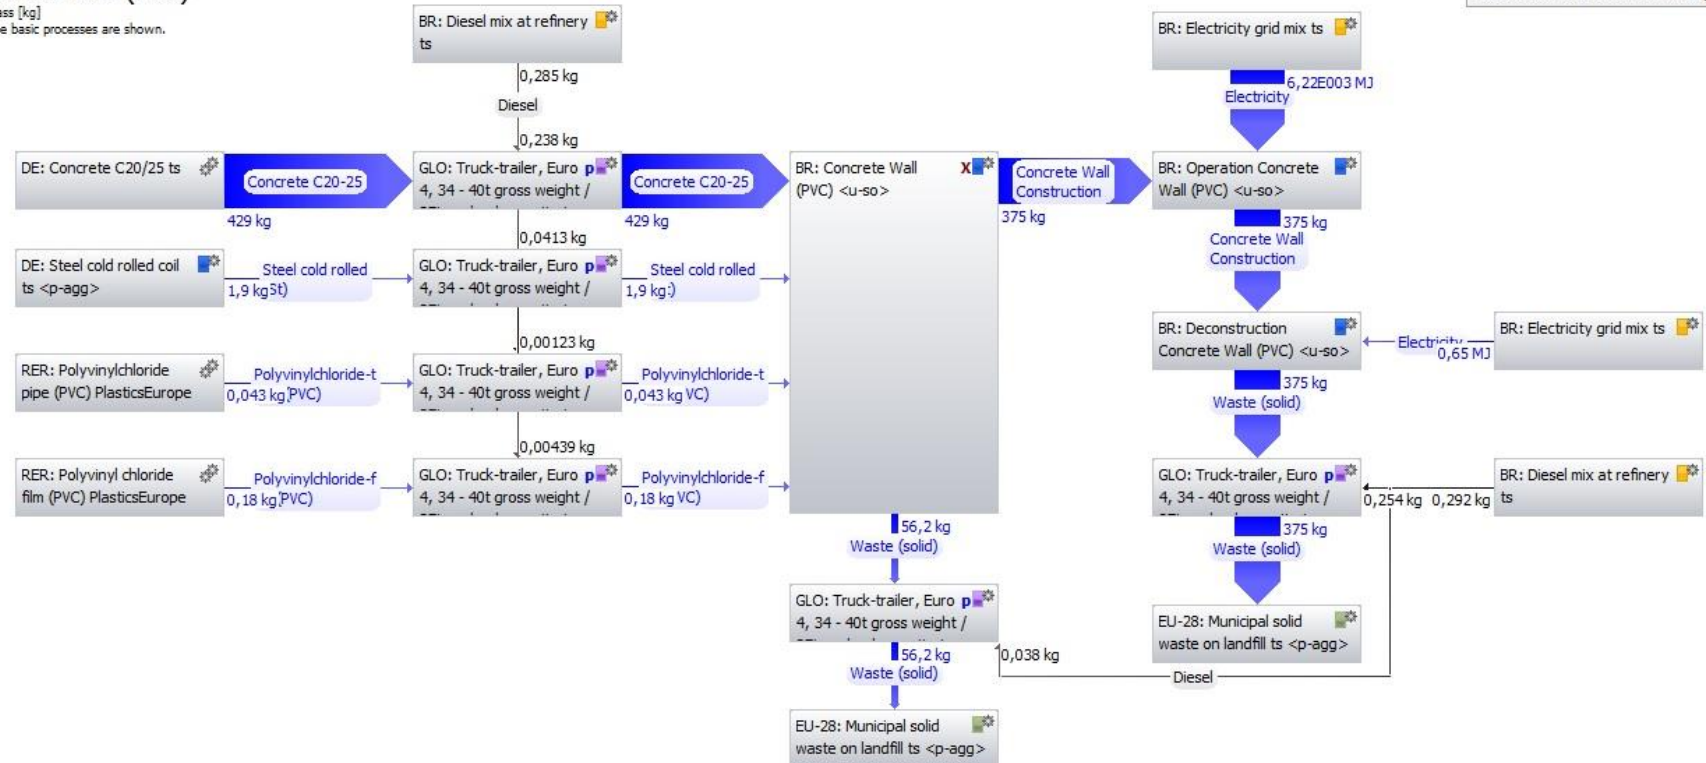 [kg]
e basic processes are shown.
BR: Diesel mix at refinery
ts
0,285 kg
Diesel
0,238 kg
BR: Electricity grid mix ts
6,22E003 MJ
Electricity
DE: Concrete C20/25 ts
Concrete C20-25
429 kg
GLO: Truck-trailer, Euro p
4, 34 - 40t gross weight /
Concrete C20-25
429 kg
BR: Concrete Wall X
(PVC) <u-so>
Concrete Wall
Construction
375 kg
BR: Operation Concrete
Wall (PVC) <u-so>
375 kg
Concrete Wall
Construction
0,0413 kg
DE: Steel cold rolled coil
ts <p-agg>
Steel cold rolled
1,9 kg St)
GLO: Truck-trailer, Euro p
4, 34 - 40t gross weight /
Steel cold rolled
1,9 kg :)
0,00123 kg
BR: Deconstruction
Concrete Wall (PVC) <u-so>
Electricity
0,65 MJ
BR: Electricity grid mix ts
375 kg
Waste (solid)
RER: Polyvinylchloride
pipe (PVC) PlasticsEurope
Polyvinylchloride-t
0,043 kg PVC)
GLO: Truck-trailer, Euro p
4, 34 - 40t gross weight /
Polyvinylchloride-t
0,043 kg VC)
0,00439 kg
RER: Polyvinyl chloride
film (PVC) PlasticsEurope
Polyvinylchloride-f
0,18 kg PVC)
GLO: Truck-trailer, Euro p
4, 34 - 40t gross weight /
Polyvinylchloride-f
0,18 kg VC)
GLO: Truck-trailer, Euro p
4, 34 - 40t gross weight /
0,254 kg 0,292 kg
BR: Diesel mix at refinery
ts
375 kg
Waste (solid)
56,2 kg
Waste (solid)
GLO: Truck-trailer, Euro p
4, 34 - 40t gross weight /
EU-28: Municipal solid
waste on landfill ts <p-agg>
56,2 kg
Waste (solid)
0,038 kg
Diesel
EU-28: Municipal solid
waste on landfill ts <p-agg>